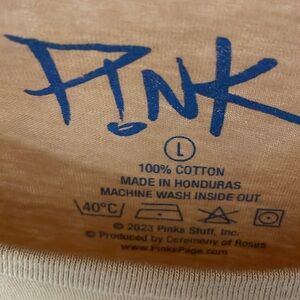 P!NK
L
100% COTTON
MADE IN HONDURAS
MACHINE WASH INSIDE OUT
40°C
© 2023 Pinks Stuff, Inc.
© Produced by Ceremony of Roses
www.PinksPage.com